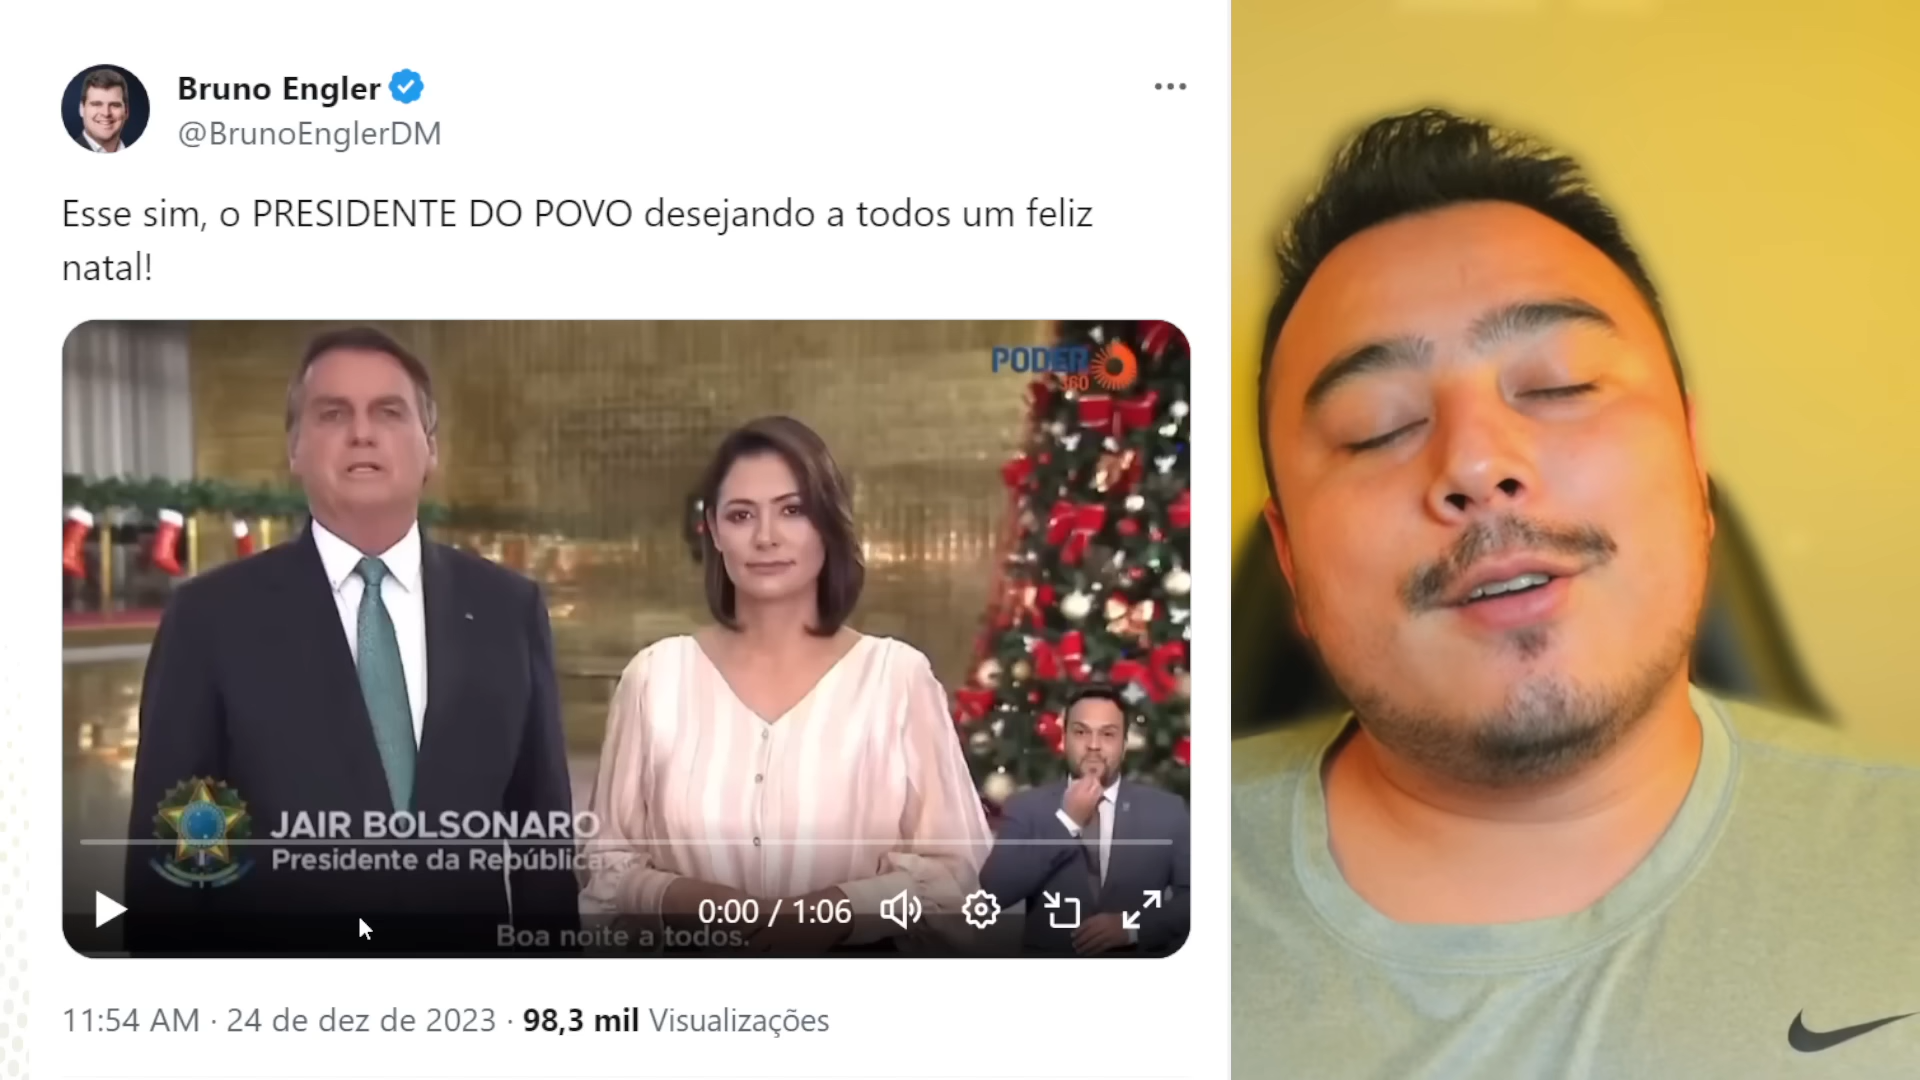 Bruno Engler
@BrunoEnglerDM
Esse sim, o PRESIDENTE DO POVO desejando a todos um feliz
natal!
PODER
360
JAIR BOLSONARO
Presidente da República
0:00 / 1:06
Boa noite a todos.
11:54 AM · 24 de dez de 2023 · 98,3 mil Visualizações